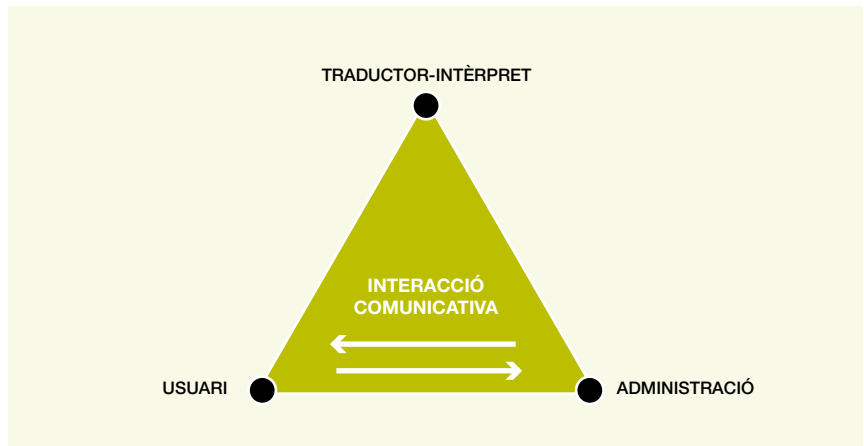 TRADUCTOR-INTÈRPRET
INTERACCIÓ
COMUNICATIVA
USUARI
ADMINISTRACIÓ